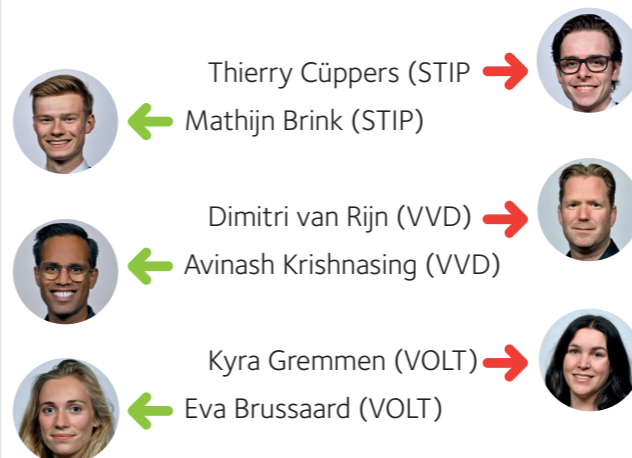 Thierry Cüppers (STIP
Mathijn Brink (STIP)
Dimitri van Rijn (VVD)
Avinash Krishnasing (VVD)
Kyra Gremmen (VOLT)
Eva Brussaard (VOLT)